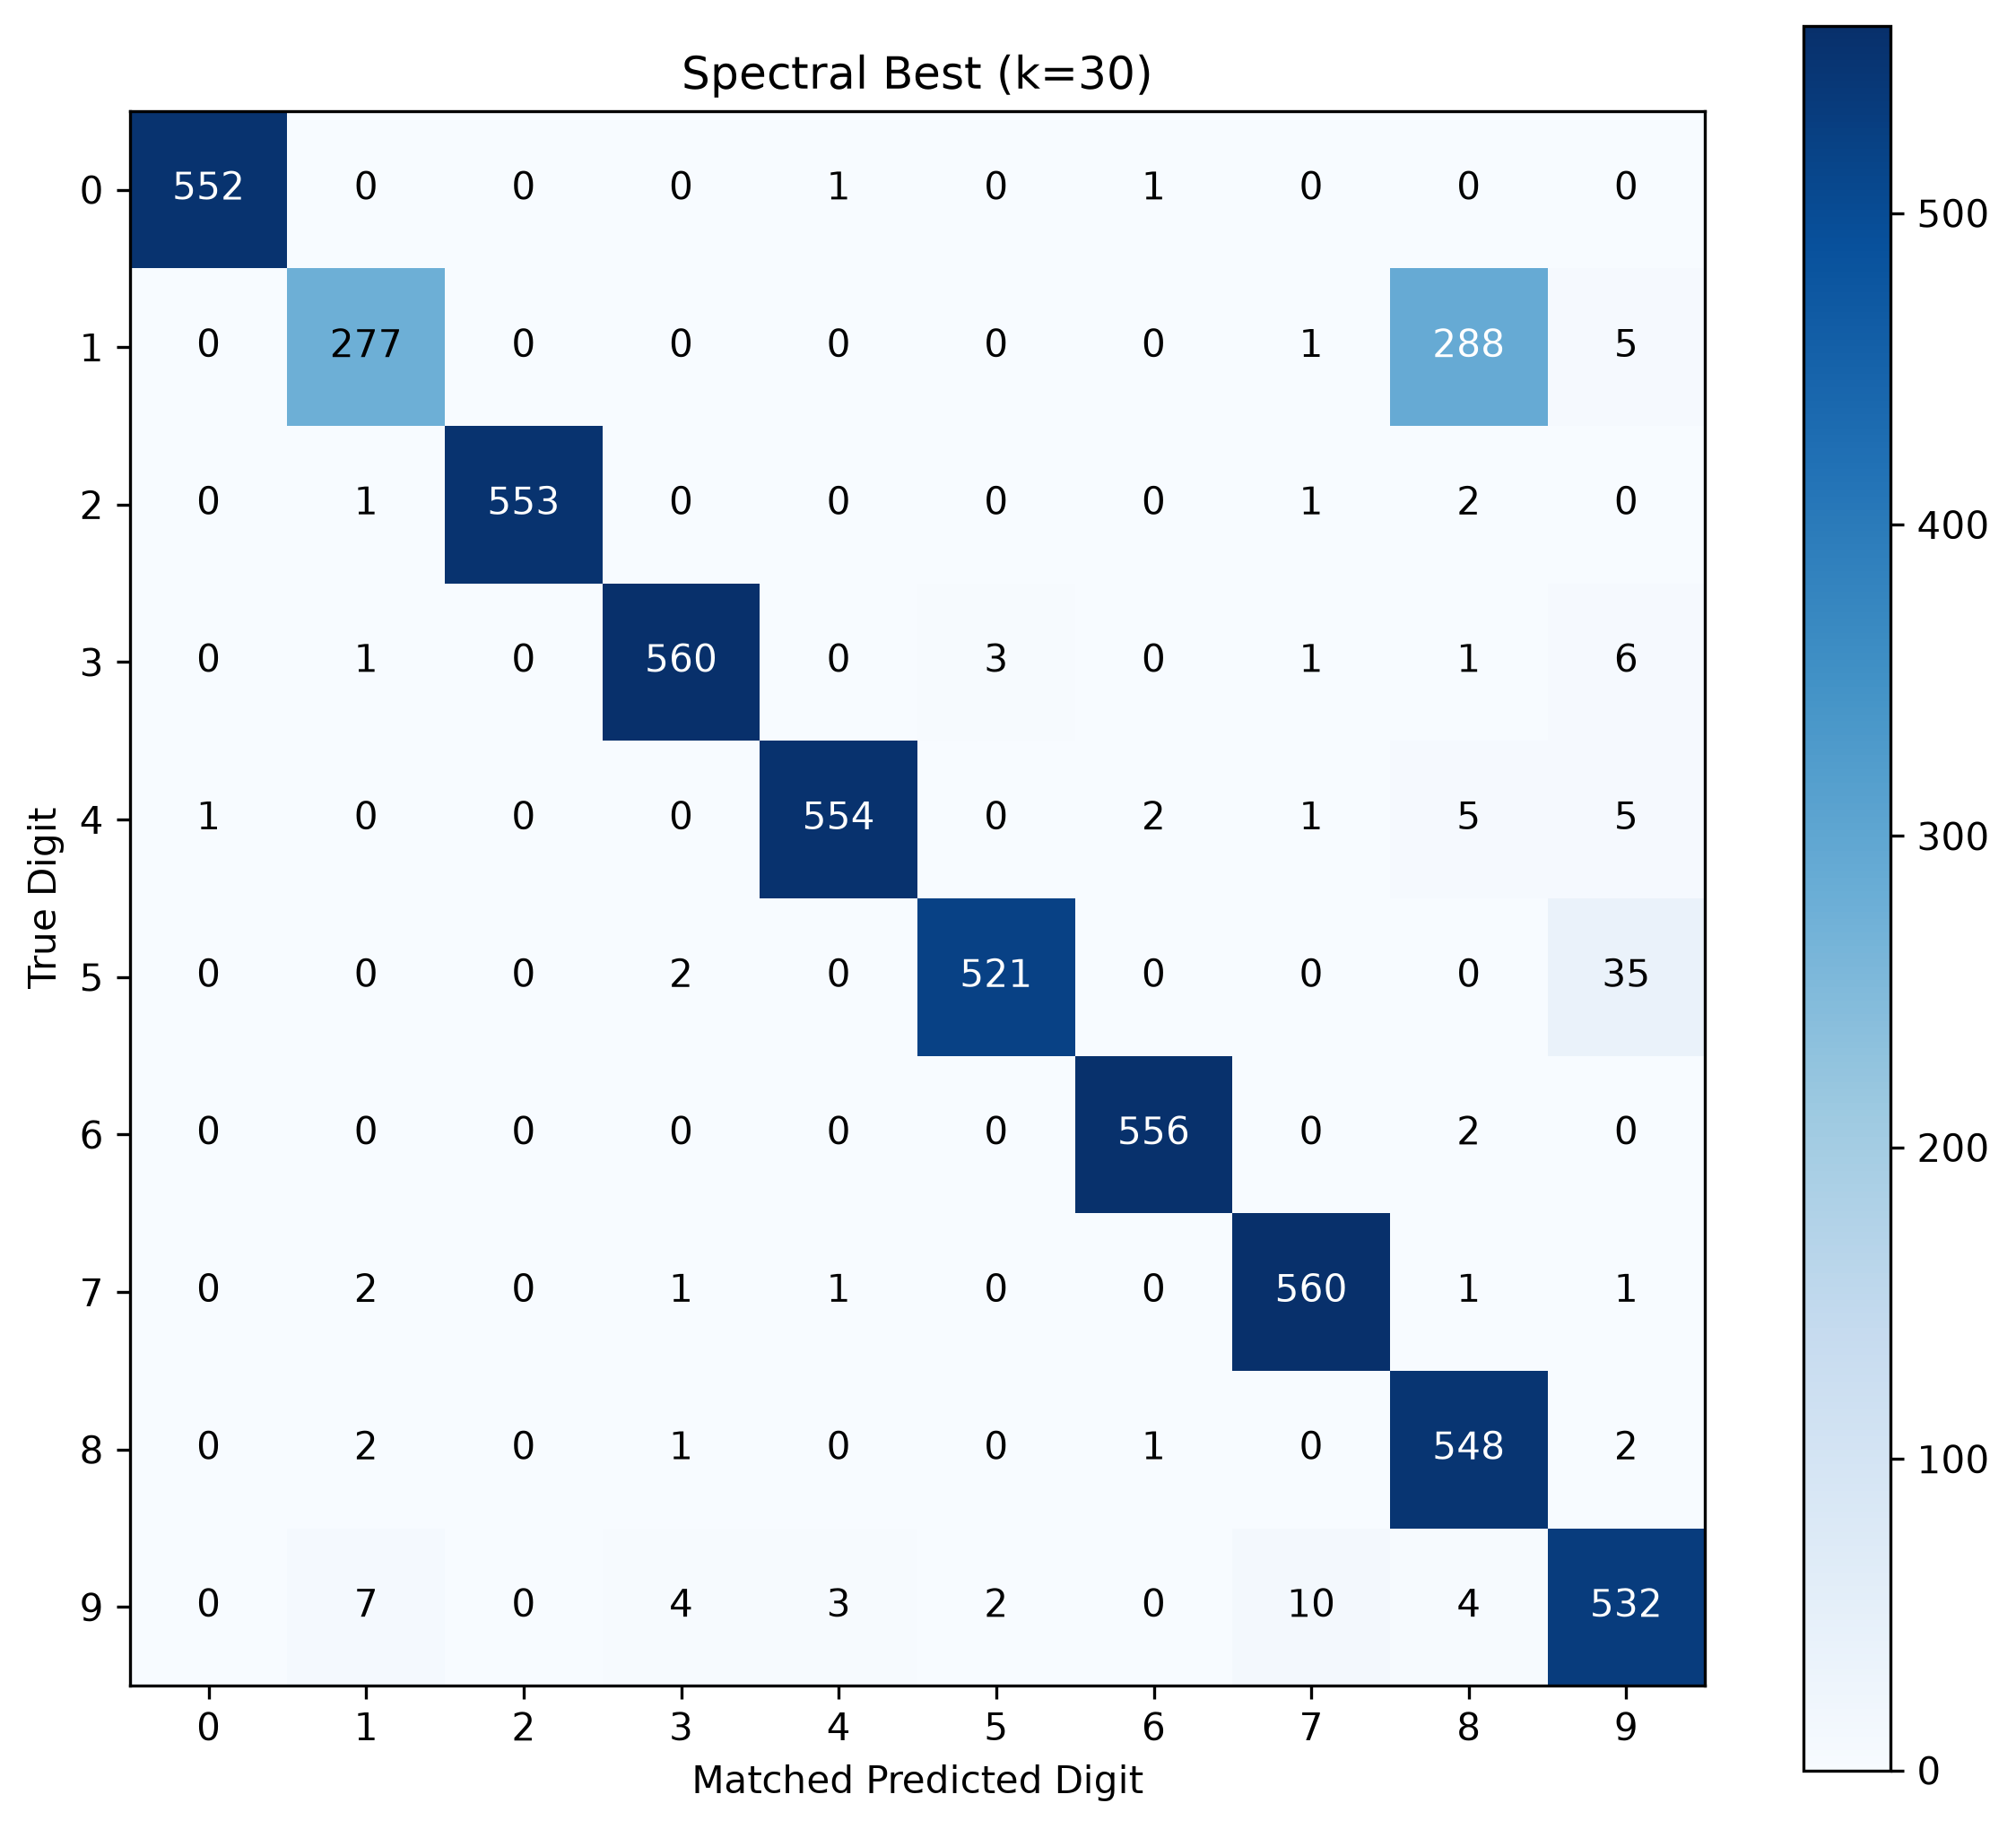 Spectral Best (k=30)
0 552 0 0 0 1 0 1 0 0 0
1 0 277 0 0 0 0 0 1 288 5
2 0 1 553 0 0 0 0 1 2 0
3 0 1 0 560 0 3 0 1 1 6
4 1 0 0 0 554 0 2 1 5 5
5 0 0 0 2 0 521 0 0 0 35
6 0 0 0 0 0 0 556 0 2 0
7 0 2 0 1 1 0 0 560 1 1
8 0 2 0 1 0 0 1 0 548 2
9 0 7 0 4 3 2 0 10 4 532
0 1 2 3 4 5 6 7 8 9
Matched Predicted Digit
True Digit
500
400
300
200
100
0